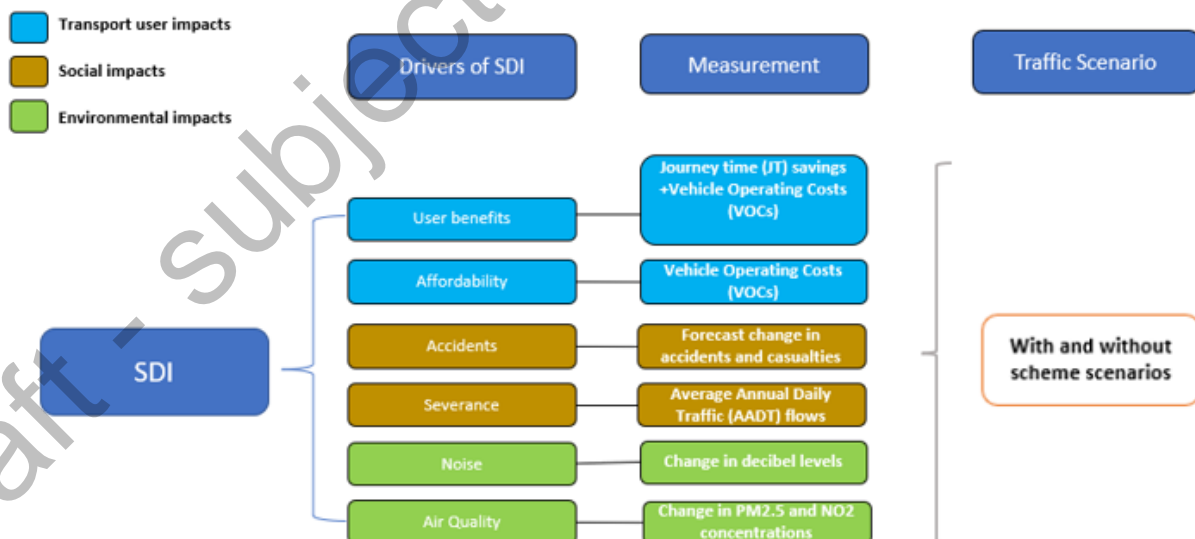 Transport user impacts
Social impacts
Environmental impacts
Drivers of SDI
Measurement
Traffic Scenario
User benefits
Journey time (JT) savings
+Vehicle Operating Costs
(VOCs)
Affordability
Vehicle Operating Costs
(VOCs)
Accidents
Forecast change in
accidents and casualties
Severance
Average Annual Daily
Traffic (AADT) flows
Noise
Change in decibel levels
Air Quality
Change in PM2.5 and NO2
concentrations
SDI
With and without
scheme scenarios
aft - subject